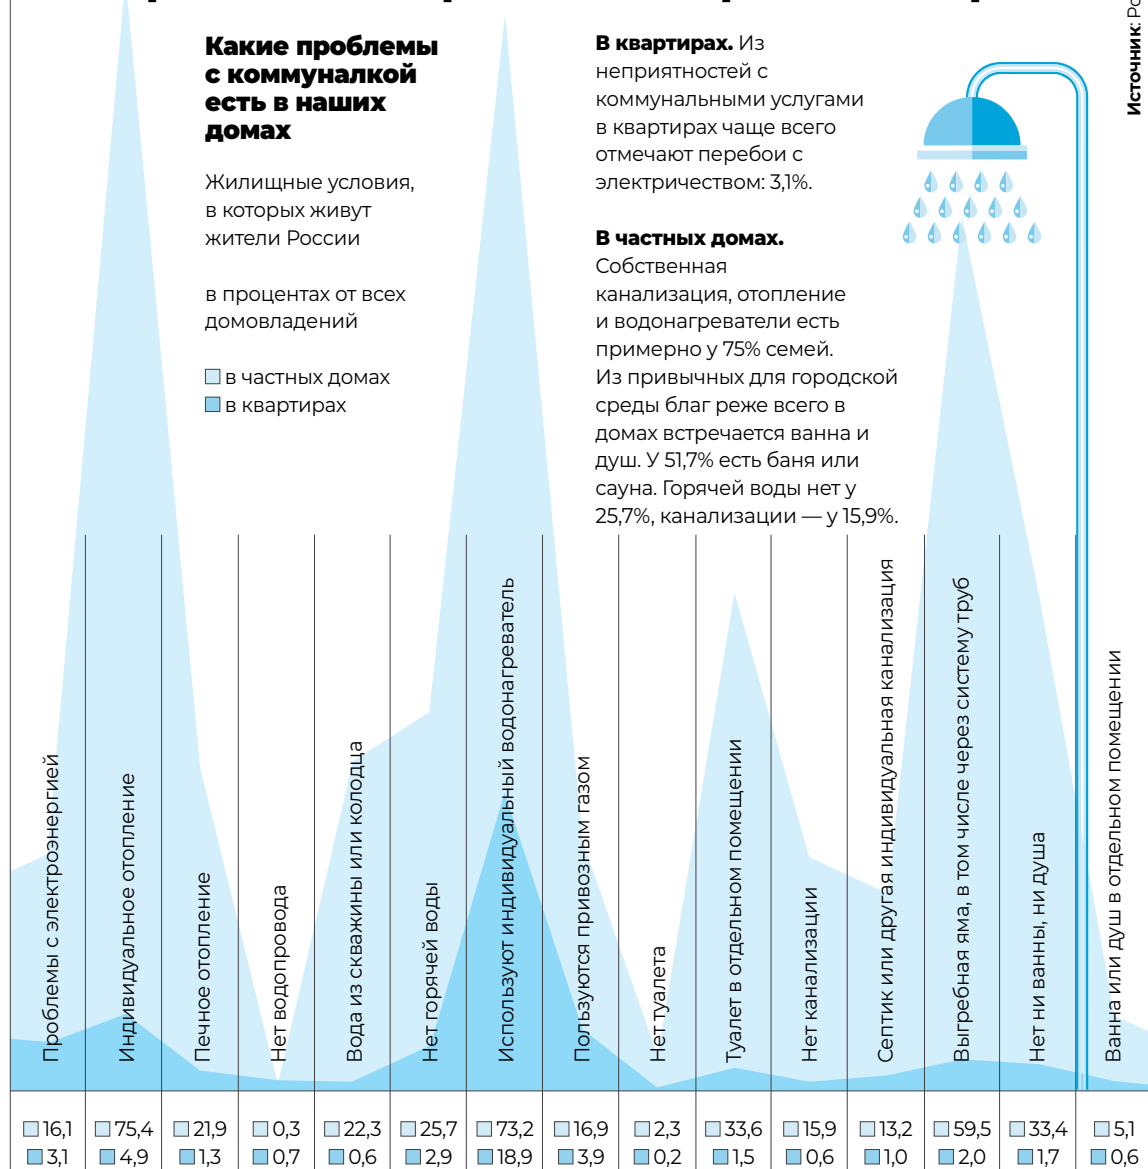 Источник:
Какие проблемы
с коммуналкой
есть в наших
домах
Жилищные условия,
в которых живут
жители России
в процентах от всех
домовладений
в частных домах
в квартирах
В квартирах. Из
неприятностей с
коммунальными услугами
в квартирах чаще всего
отмечают перебои с
электричеством: 3,1%.
В частных домах.
Собственная
канализация, отопление
и водонагреватели есть
примерно у 75% семей.
Из привычных для городской
среды благ реже всего в
домах встречается ванна и
душ. У 51,7% есть баня или
сауна. Горячей воды нет у
25,7%, канализации — у 15,9%.
Проблемы с электроэнергией
Индивидуальное отопление
Печное отопление
Нет водопровода
Вода из скважины или колодца
Нет горячей воды
Используют индивидуальный водонагреватель
Пользуются привозным газом
Нет туалета
Туалет в отдельном помещении
Нет канализации
Септик или другая индивидуальная канализация
Выгребная яма, в том числе через систему труб
Нет ни ванны, ни душа
Ванна или душ в отдельном помещении
16,1 75,4 21,9 0,3 22,3 25,7 73,2 16,9 2,3 33,6 15,9 13,2 59,5 33,4 5,1
3,1 4,9 1,3 0,7 0,6 2,9 18,9 3,9 0,2 1,5 0,6 1,0 2,0 1,7 0,6